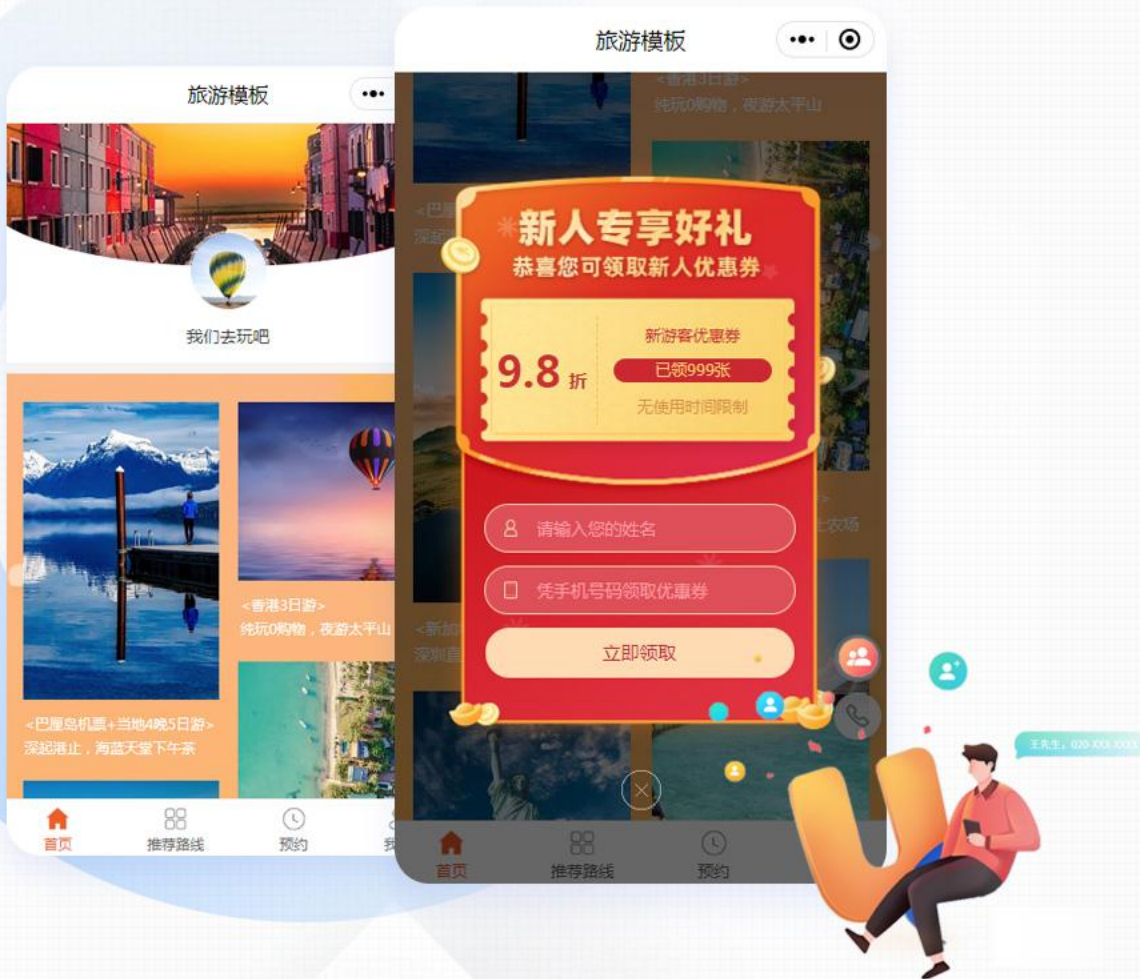 旅游模板
我们去玩吧
<香港3日游>
纯玩0购物，夜游太平山
<巴厘岛机票+当地4晚5日游>
深起港止，海蓝天堂下午茶
首页
推荐路线
预约
旅游模板
<香港3日游>
纯玩0购物，夜游太平山
新人专享好礼
恭喜您可领取新人优惠券
9.8折
新游客优惠券
已领999张
无使用时间限制
请输入您的姓名
凭手机号码领取优惠券
立即领取
首页
推荐路线
预约
王先生，020-XXX-XXXX